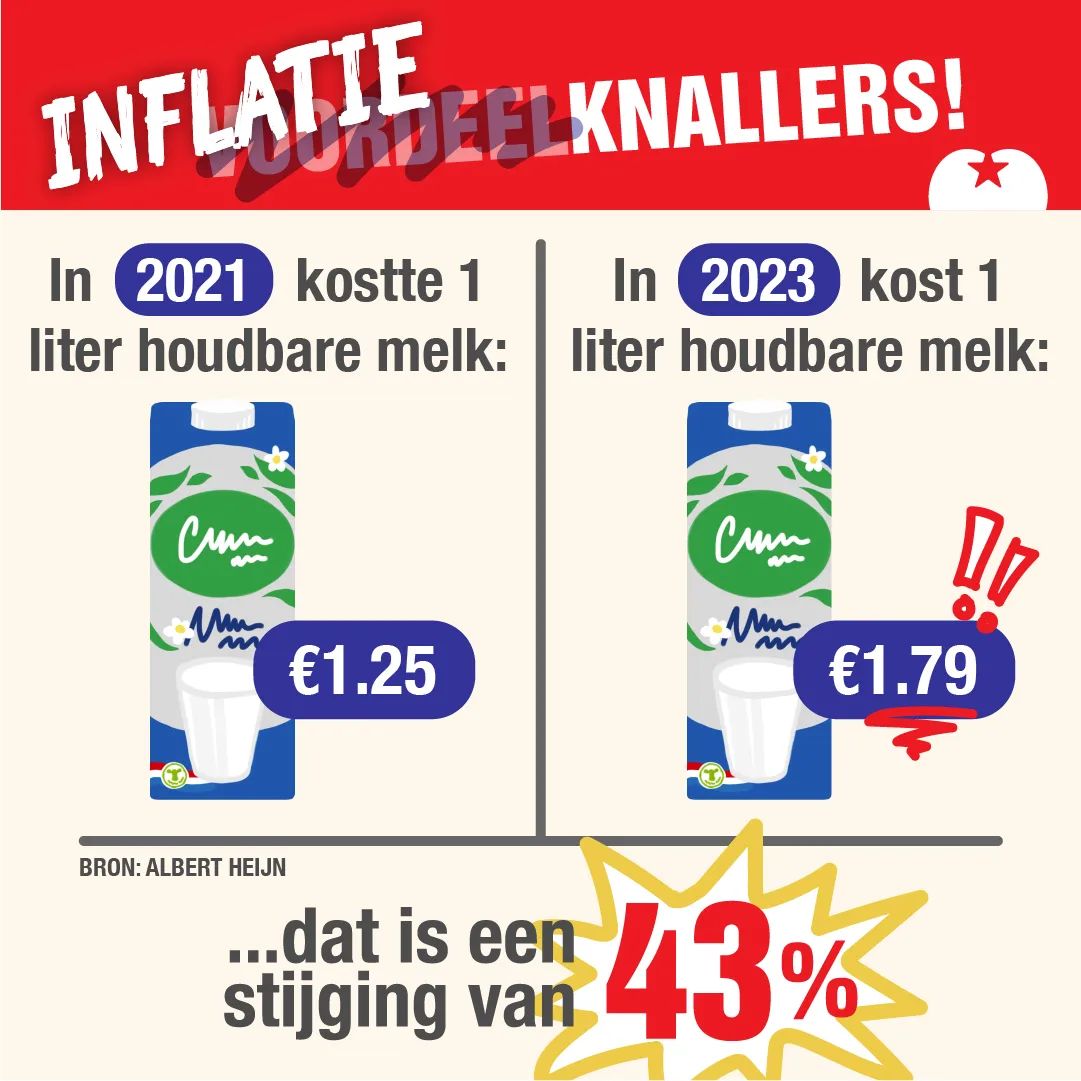 INFLATIE VOORDEELKNALLERS!
In 2021 kostte 1
liter houdbare melk:
€1.25
In 2023 kost 1
liter houdbare melk:
€1.79
!!
BRON: ALBERT HEIJN
...dat is een
stijging van
43%